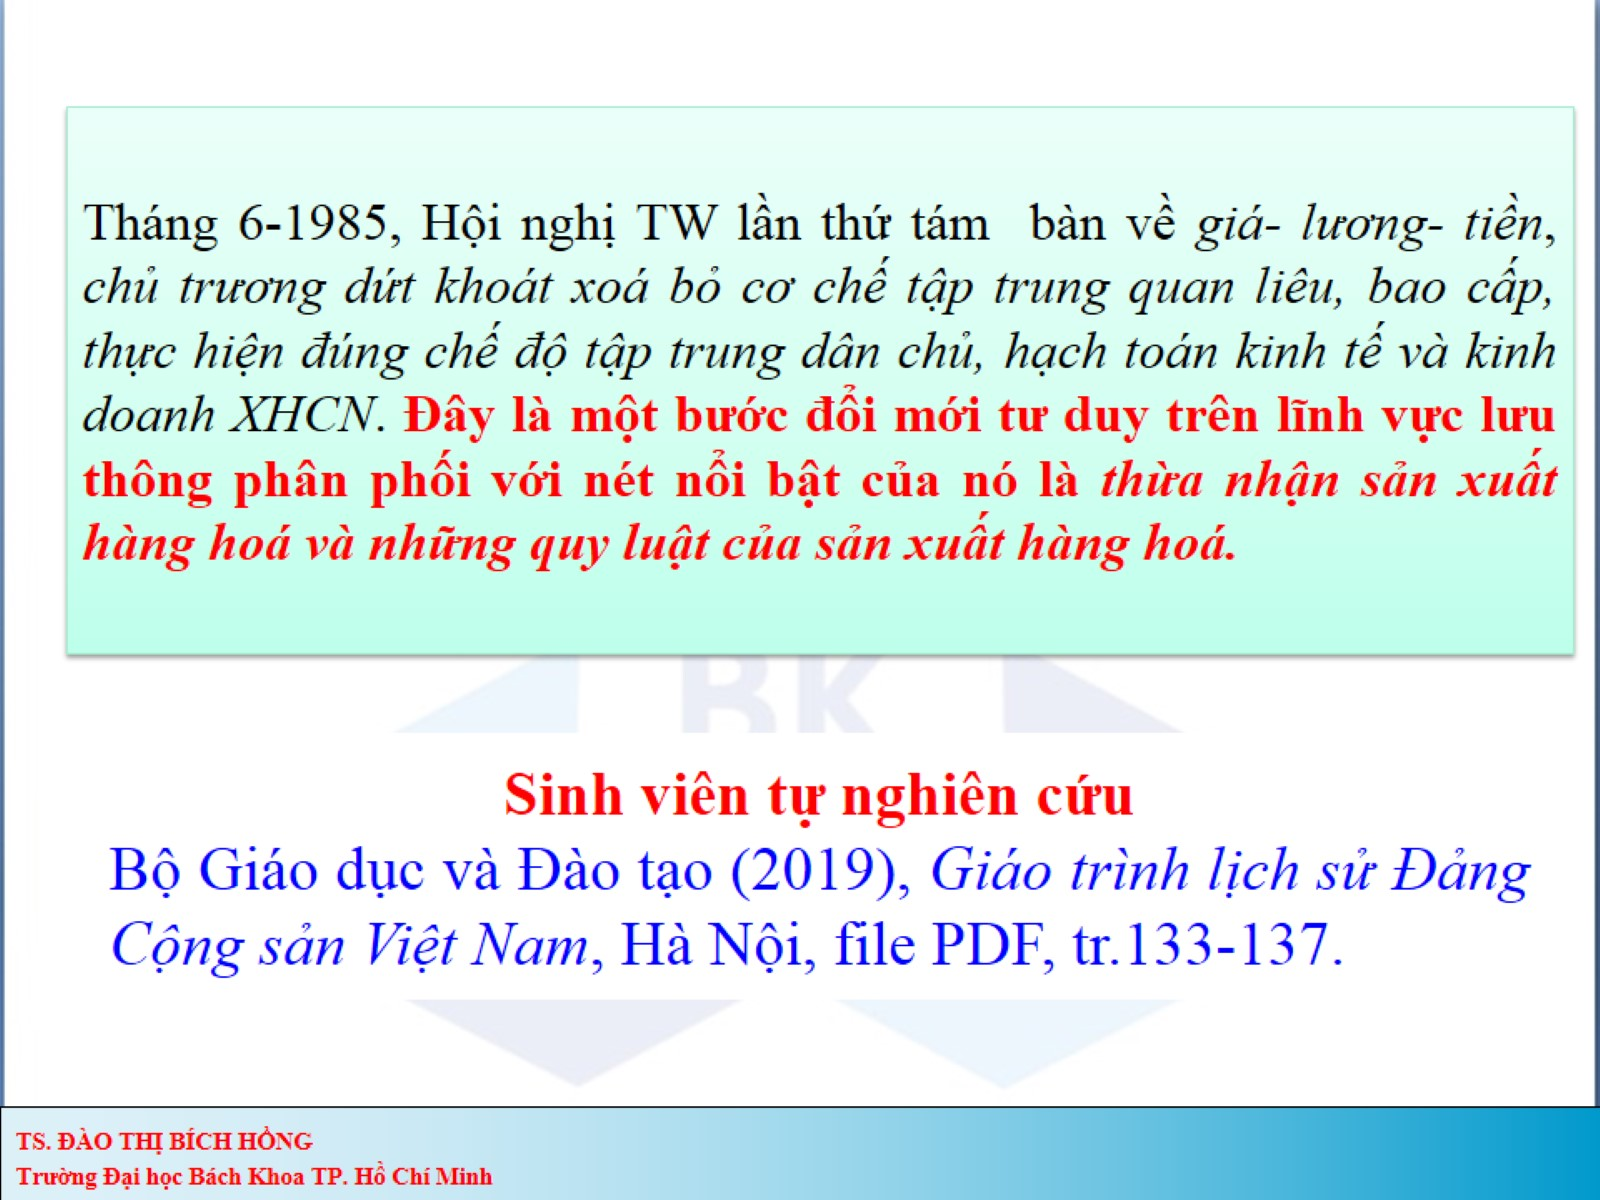 Tháng 6-1985, Hội nghị TW lần thứ tám bàn về giá- lương- tiền,
chủ trương dứt khoát xoá bỏ cơ chế tập trung quan liêu, bao cấp,
thực hiện đúng chế độ tập trung dân chủ, hạch toán kinh tế và kinh
doanh XHCN. Đây là một bước đổi mới tư duy trên lĩnh vực lưu
thông phân phối với nét nổi bật của nó là thừa nhận sản xuất
hàng hoá và những quy luật của sản xuất hàng hoá.
BK
Sinh viên tự nghiên cứu
Bộ Giáo dục và Đào tạo (2019), Giáo trình lịch sử Đảng
Cộng sản Việt Nam, Hà Nội, file PDF, tr.133-137.
TS. ĐÀO THỊ BÍCH HỒNG
Trường Đại học Bách Khoa TP. Hồ Chí Minh